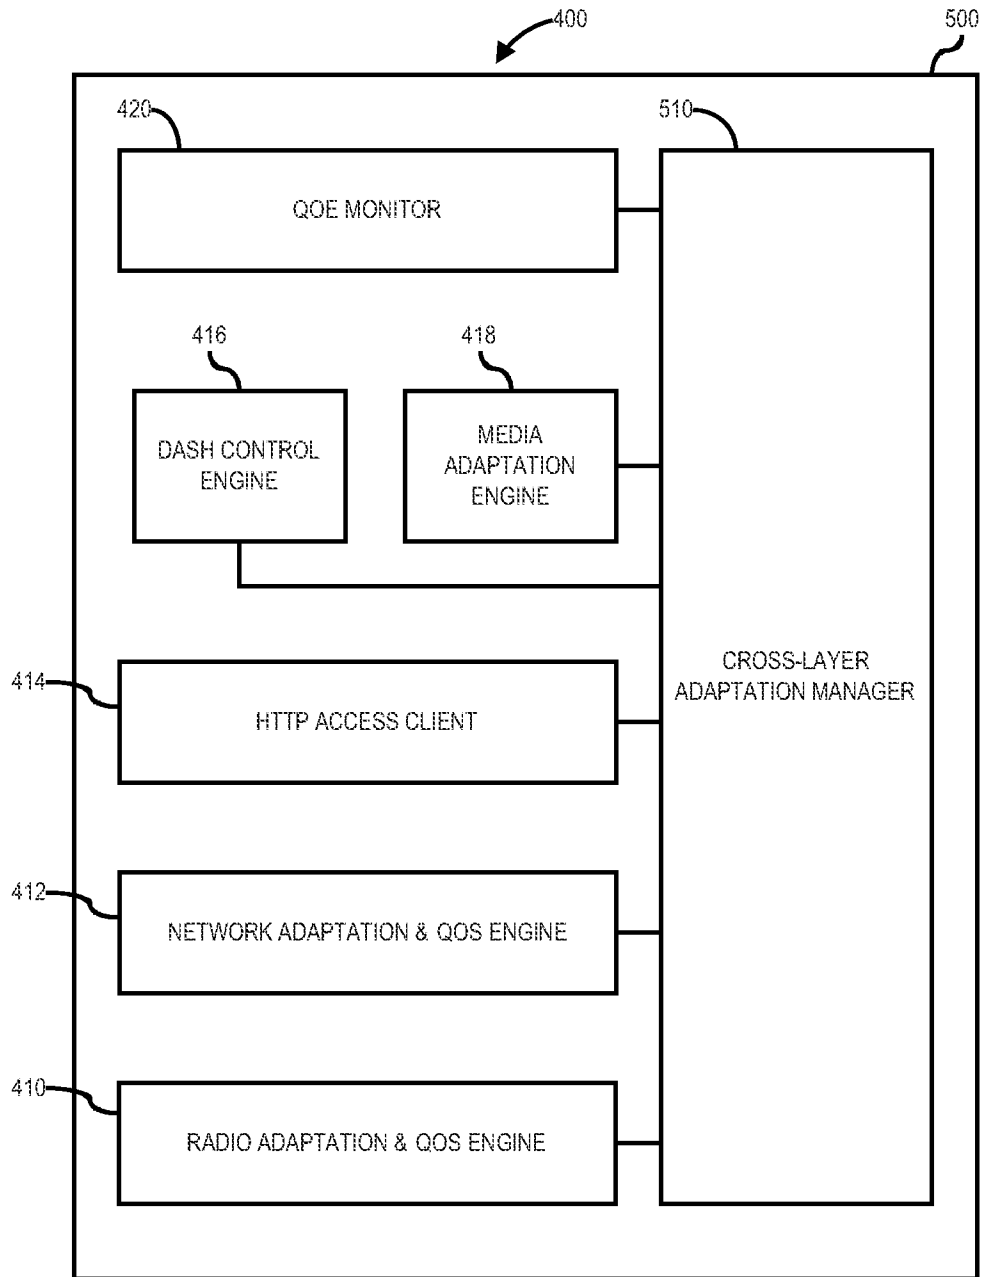 400
500
420
510
QOE MONITOR
416
418
DASH CONTROL
ENGINE
MEDIA
ADAPTATION
ENGINE
CROSS-LAYER
ADAPTATION MANAGER
414
HTTP ACCESS CLIENT
412
NETWORK ADAPTATION & QOS ENGINE
410
RADIO ADAPTATION & QOS ENGINE